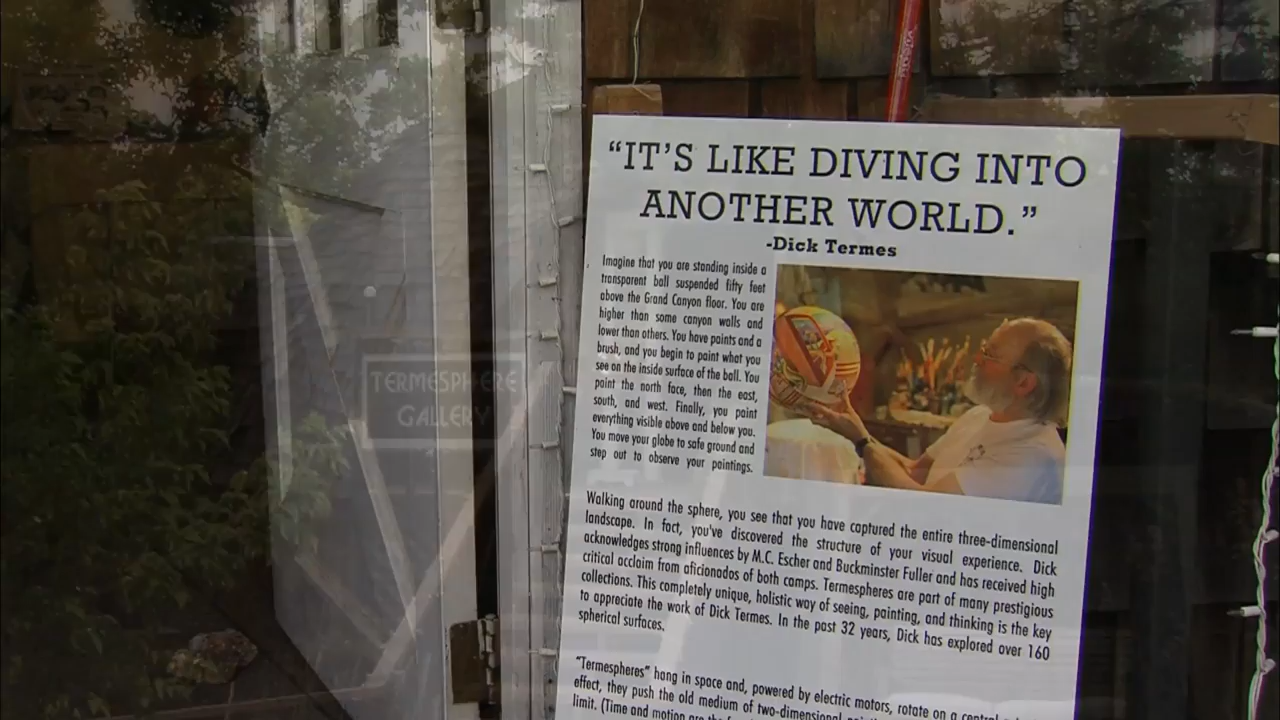 “IT’S LIKE DIVING INTO
ANOTHER WORLD.”
-Dick Termes
Imagine that you are standing inside a
transparent ball suspended fifty feet
above the Grand Canyon floor. You are
higher than some canyon walls and
lower than others. You have paints and a
brush, and you begin to paint what you
see on the inside surface of the ball. You
paint the north face, then the east,
south, and west. Finally, you paint
everything visible above and below you.
You move your globe to safe ground and
step out to observe your paintings.
Walking around the sphere, you see that you have captured the entire three-dimensional
landscape. In fact, you've discovered the structure of your visual experience. Dick
acknowledges strong influences by M.C. Escher and Buckminster Fuller and has received high
critical acclaim from aficionados of both camps. Termespheres are part of many prestigious
collections. This completely unique, holistic way of seeing, painting, and thinking is the key
to appreciate the work of Dick Termes. In the past 32 years, Dick has explored over 160
spherical surfaces.
“Termespheres” hang in space and, powered by electric motors, rotate on a central
effect, they push the old medium of two-dimensional
limit. (Time and motion are the
TERMESPHERE
GALLERY